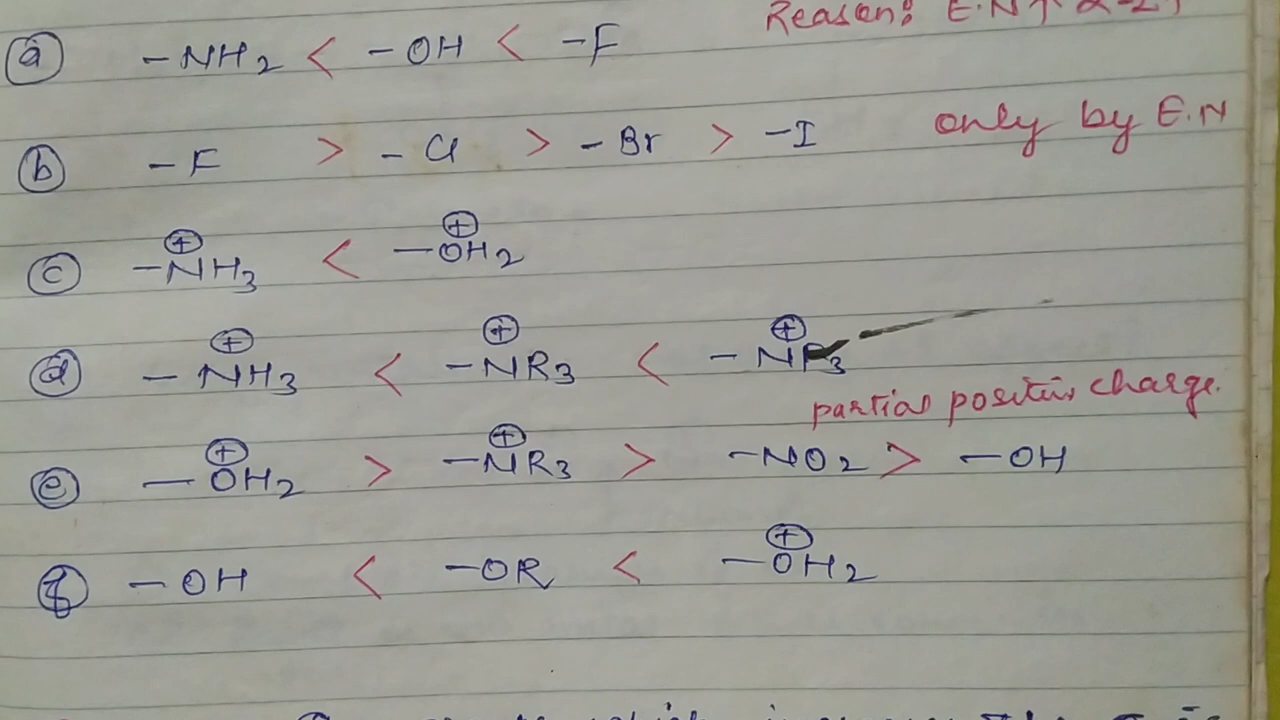 Reason: E.N ↑
ⓐ -NH₂ < -OH < -F
ⓑ -F > -Cl > -Br > -I only by E.N
ⓒ -N⊕H₃ < -O⊕H₂
ⓓ -N⊕H₃ < -N⊕R₃ < -N⊕F₃
partial positive charge.
ⓔ -O⊕H₂ > -N⊕R₃ > -NO₂ > -OH
ⓕ -OH < -OR < -O⊕H₂